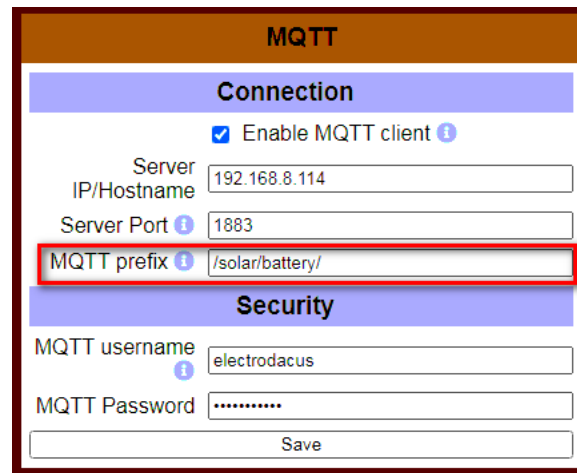 MQTT
Connection
Enable MQTT client
Server IP/Hostname 192.168.8.114
Server Port 1883
MQTT prefix /solar/battery/
Security
MQTT username electrodacus
MQTT Password •••••••••••
Save